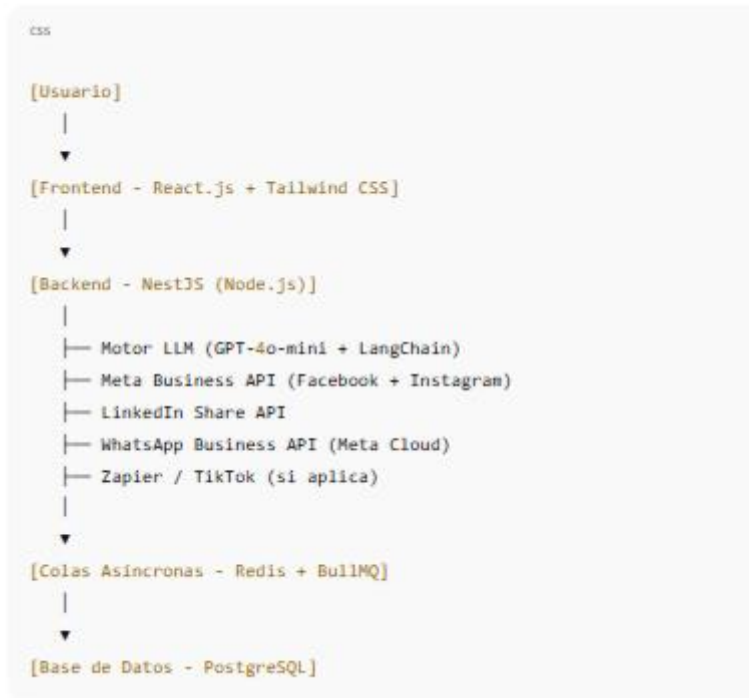 css
[Usuario]
│
▼
[Frontend - React.js + Tailwind CSS]
│
▼
[Backend - NestJS (Node.js)]
│
├── Motor LLM (GPT-4o-mini + LangChain)
├── Meta Business API (Facebook + Instagram)
├── LinkedIn Share API
├── WhatsApp Business API (Meta Cloud)
├── Zapier / TikTok (si aplica)
│
▼
[Colas Asíncronas - Redis + BullMQ]
│
▼
[Base de Datos - PostgreSQL]